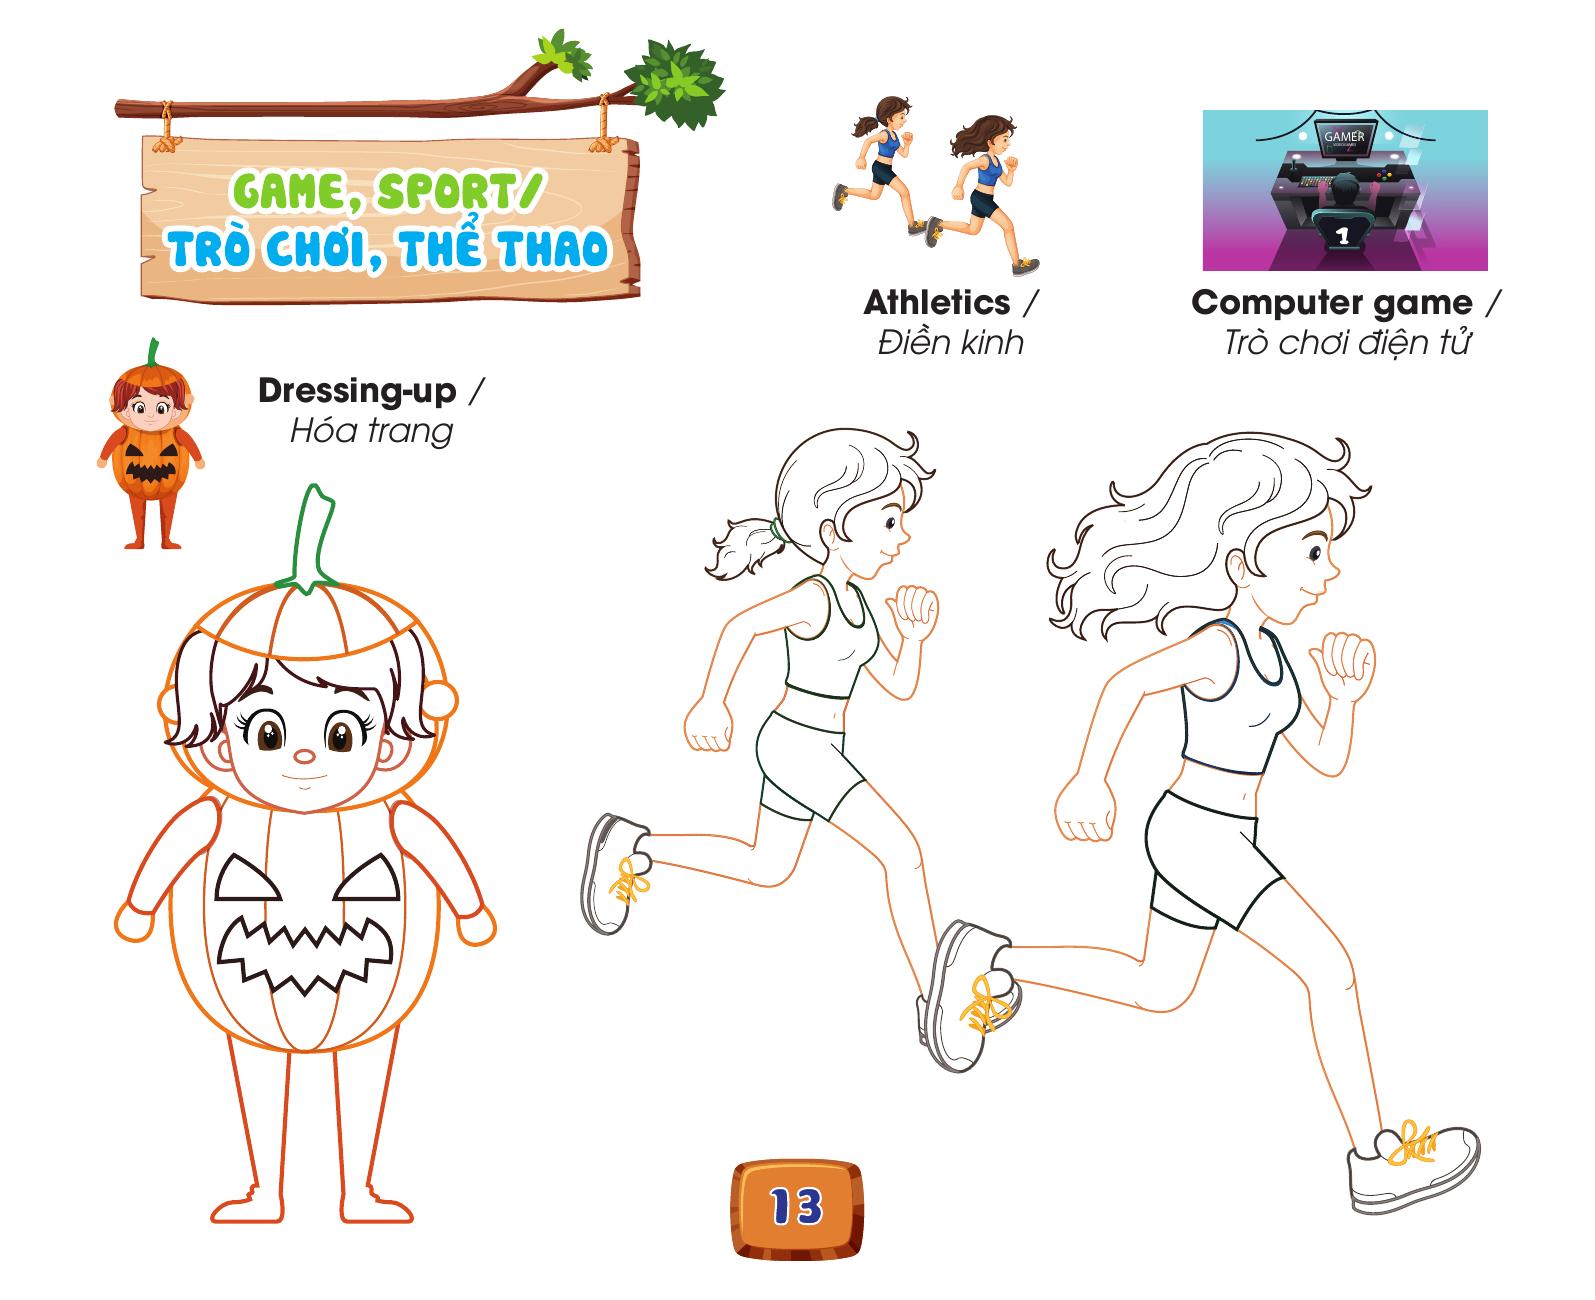 GAME, SPORT/
TRÒ CHƠI, THỂ THAO
Athletics /
Điền kinh
GAMER
Computer game /
Trò chơi điện tử
1
Dressing-up /
Hóa trang
13